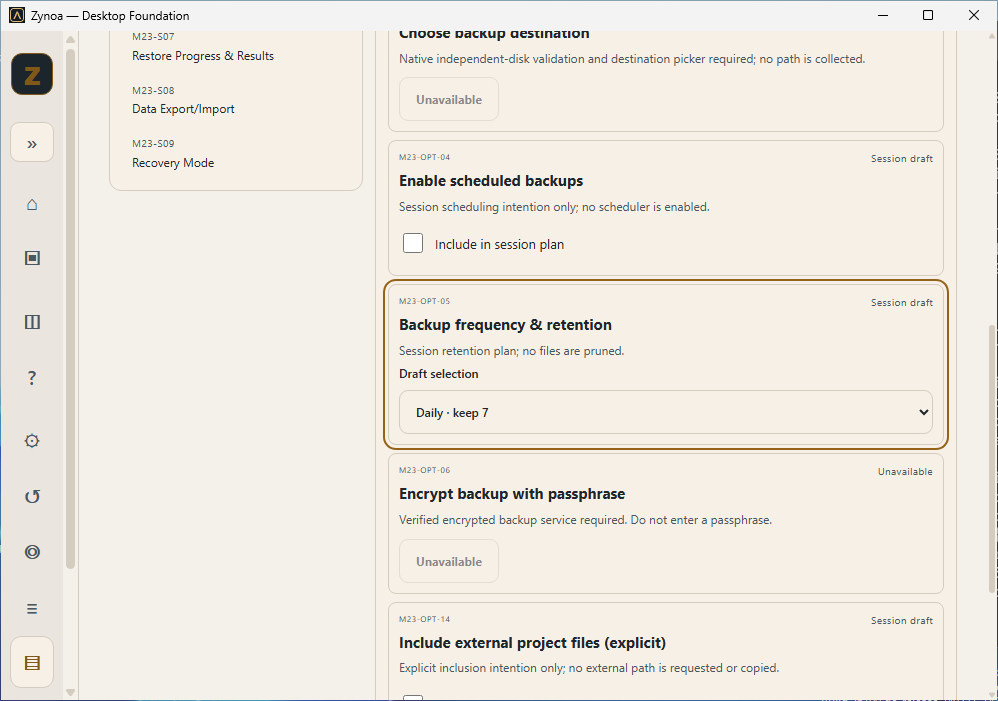 Zynoa — Desktop Foundation
Z
»
?
M23-S07
Restore Progress & Results
M23-S08
Data Export/Import
M23-S09
Recovery Mode
Choose backup destination
Native independent-disk validation and destination picker required; no path is collected.
Unavailable
M23-OPT-04
Session draft
Enable scheduled backups
Session scheduling intention only; no scheduler is enabled.
Include in session plan
M23-OPT-05
Session draft
Backup frequency & retention
Session retention plan; no files are pruned.
Draft selection
Daily · keep 7
M23-OPT-06
Unavailable
Encrypt backup with passphrase
Verified encrypted backup service required. Do not enter a passphrase.
Unavailable
M23-OPT-14
Session draft
Include external project files (explicit)
Explicit inclusion intention only; no external path is requested or copied.